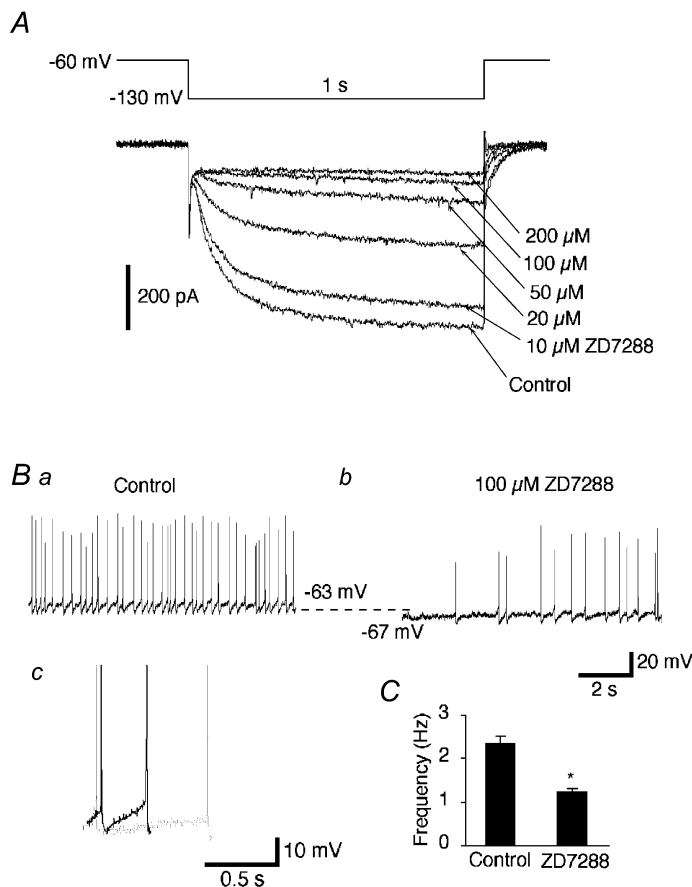 A
-60 mV
1 s
-130 mV
200 pA
200 µM
100 µM
50 µM
20 µM
10 µM ZD7288
Control
B a
Control
b
100 µM ZD7288
-63 mV
-67 mV
20 mV
2 s
c
10 mV
0.5 s
C
Frequency (Hz)
3
2
1
0
*
Control
ZD7288